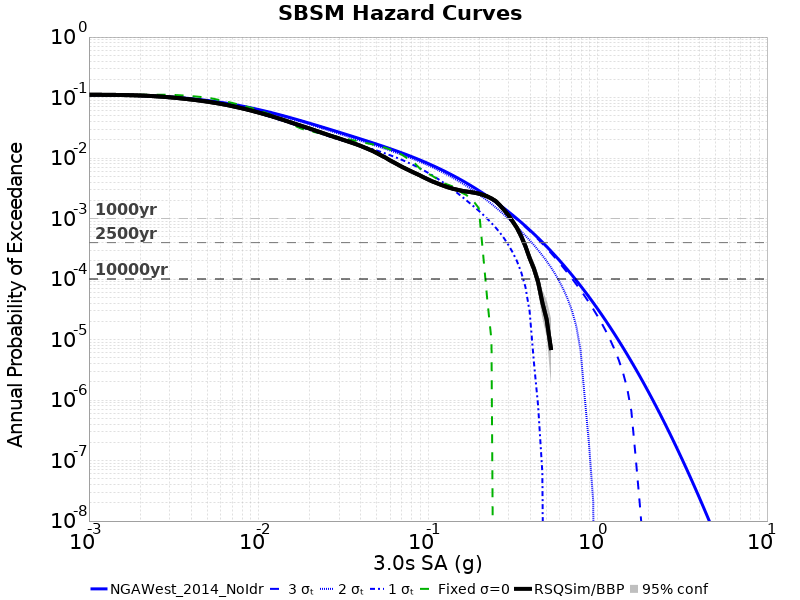 SBSM Hazard Curves
Annual Probability of Exceedance
10^0
10^-1
10^-2
10^-3
10^-4
10^-5
10^-6
10^-7
10^-8
1000yr
2500yr
10000yr
10^-3 10^-2 10^-1 10^0 10^1
3.0s SA (g)
NGAWest_2014_NoIdr 3 σₜ 2 σₜ 1 σₜ Fixed σ=0 RSQSim/BBP 95% conf